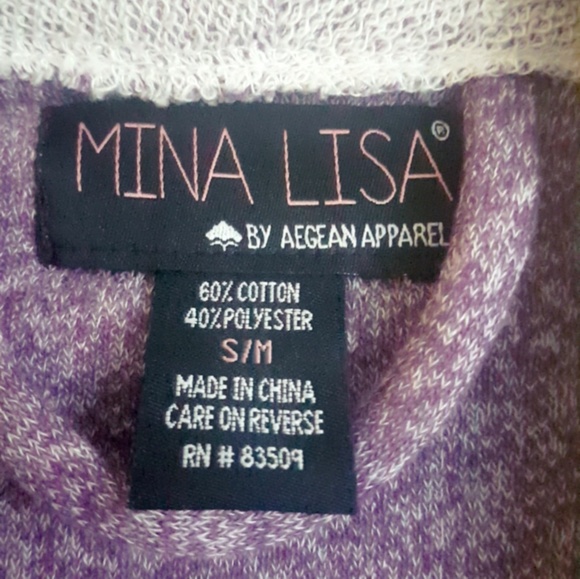 MINA LISA®
BY AEGEAN APPAREL
60% COTTON
40% POLYESTER
S/M
MADE IN CHINA
CARE ON REVERSE
RN # 83509